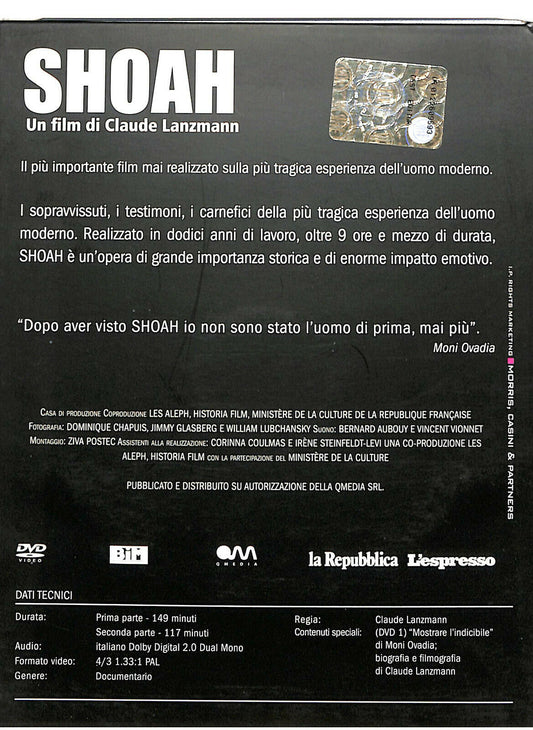 SHOAH
Un film di Claude Lanzmann
Il più importante film mai realizzato sulla più tragica esperienza dell'uomo moderno.
I sopravvissuti, i testimoni, i carnefici della più tragica esperienza dell'uomo
moderno. Realizzato in dodici anni di lavoro, oltre 9 ore e mezzo di durata,
SHOAH è un'opera di grande importanza storica e di enorme impatto emotivo.
“Dopo aver visto SHOAH io non sono stato l'uomo di prima, mai più”.
Moni Ovadia
Casa di produzione Coproduzione LES ALEPH, HISTORIA FILM, MINISTÈRE DE LA CULTURE DE LA REPUBLIQUE FRANÇAISE
Fotografia: DOMINIQUE CHAPUIS, JIMMY GLASBERG E WILLIAM LUBCHANSKY Suono: BERNARD AUBOUY E VINCENT VIONNET
Montaggio: ZIVA POSTEC Assistenti alla realizzazione: CORINNA COULMAS E IRÈNE STEINFELDT-LEVI UNA CO-PRODUZIONE LES
ALEPH, HISTORIA FILM con la partecipazione del MINISTÈRE DE LA CULTURE
PUBBLICATO E DISTRIBUITO SU AUTORIZZAZIONE DELLA QMEDIA SRL.
I.P. RIGHTS MARKETING MORRIS, CASINI & PARTNERS
DVD VIDEO
BIM
QMEDIA
la Repubblica L'espresso
DATI TECNICI
Durata: Prima parte - 149 minuti
Seconda parte - 117 minuti
Audio: italiano Dolby Digital 2.0 Dual Mono
Formato video: 4/3 1.33:1 PAL
Genere: Documentario
Regia: Claude Lanzmann
Contenuti speciali: (DVD 1) “Mostrare l'indicibile”
di Moni Ovadia;
biografia e filmografia
di Claude Lanzmann